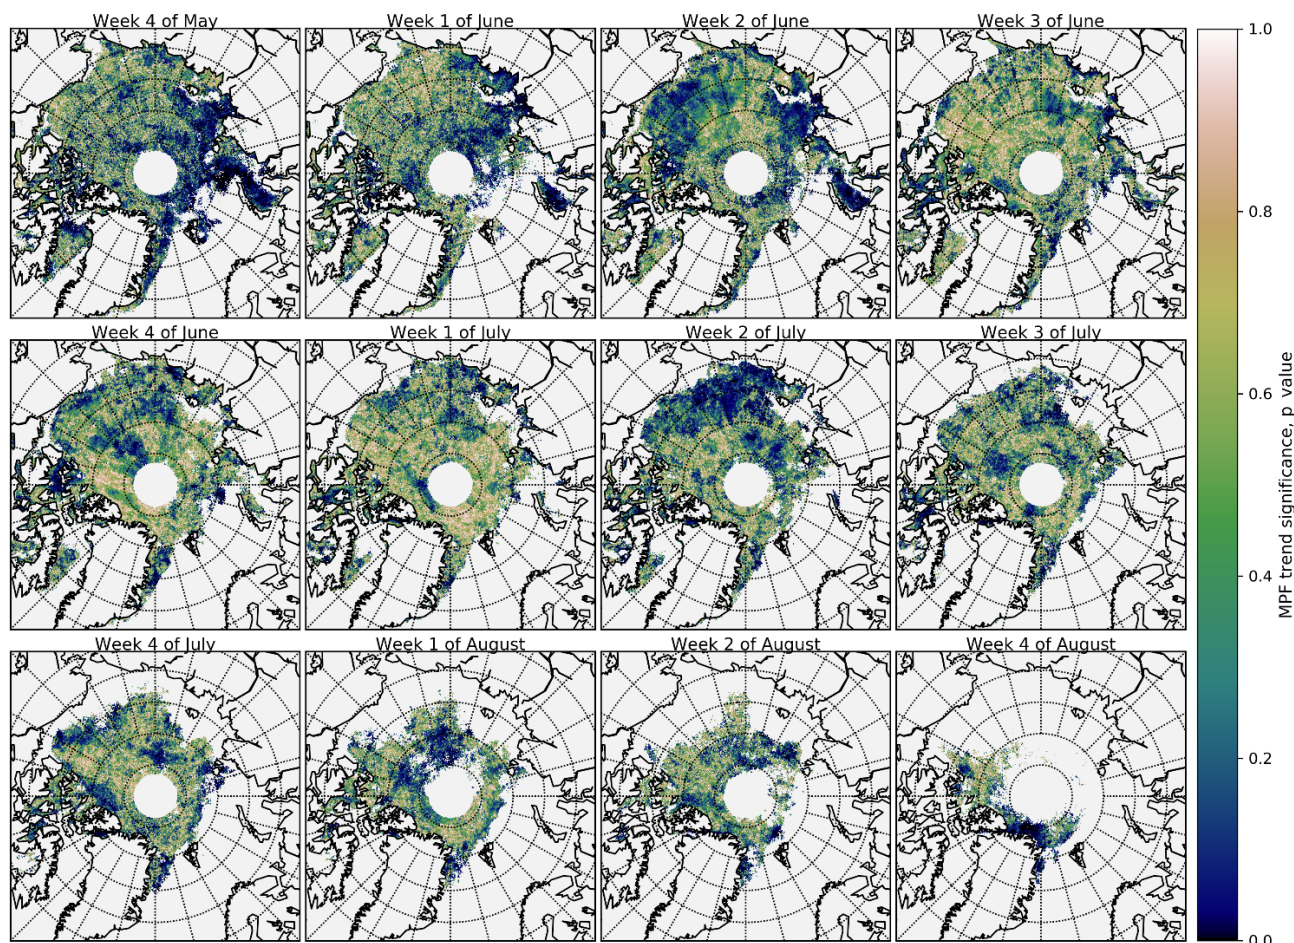 Week 4 of May
Week 1 of June
Week 2 of June
Week 3 of June
Week 4 of June
Week 1 of July
Week 2 of July
Week 3 of July
Week 4 of July
Week 1 of August
Week 2 of August
Week 4 of August
1.0
0.8
0.6
0.4
0.2
0.0
MPF trend significance, p value